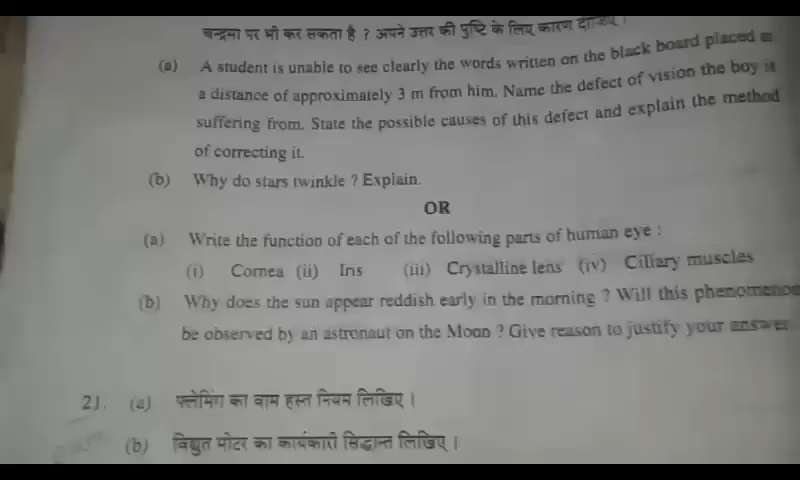 चन्द्रमा पर भी कर सकता है ? अपने उत्तर की पुष्टि के लिए कारण दीजिए।
(a) A student is unable to see clearly the words written on the black board placed at
a distance of approximately 3 m from him. Name the defect of vision the boy is
suffering from. State the possible causes of this defect and explain the method
of correcting it.
(b) Why do stars twinkle ? Explain.
OR
(a) Write the function of each of the following parts of human eye :
(i) Cornea (ii) Iris (iii) Crystalline lens (iv) Ciliary muscles
(b) Why does the sun appear reddish early in the morning ? Will this phenomenon
be observed by an astronaut on the Moon ? Give reason to justify your answer
21. (a) फ्लेमिंग का वाम हस्त नियम लिखिए ।
(b) विद्युत मोटर का कार्यकारी सिद्धान्त लिखिए ।